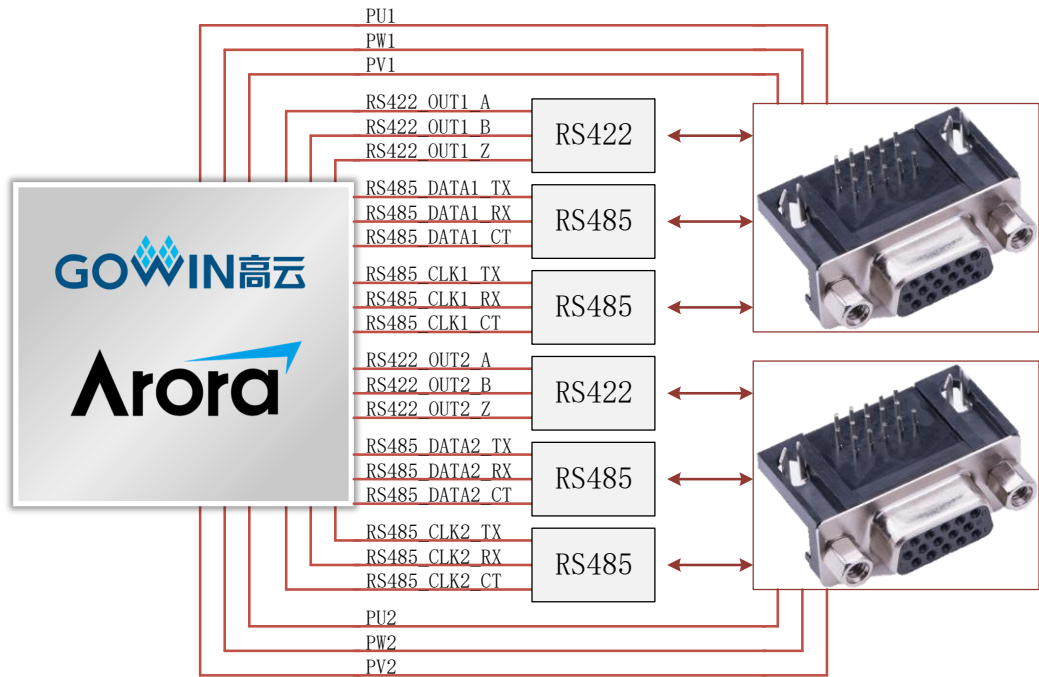 PU1
PW1
PV1
RS422_OUT1_A
RS422_OUT1_B
RS422_OUT1_Z
RS422
RS485_DATA1_TX
RS485_DATA1_RX
RS485_DATA1_CT
RS485
GOWIN高云
Arora
RS485_CLK1_TX
RS485_CLK1_RX
RS485_CLK1_CT
RS485
RS422_OUT2_A
RS422_OUT2_B
RS422_OUT2_Z
RS422
RS485_DATA2_TX
RS485_DATA2_RX
RS485_DATA2_CT
RS485
RS485_CLK2_TX
RS485_CLK2_RX
RS485_CLK2_CT
RS485
PU2
PW2
PV2